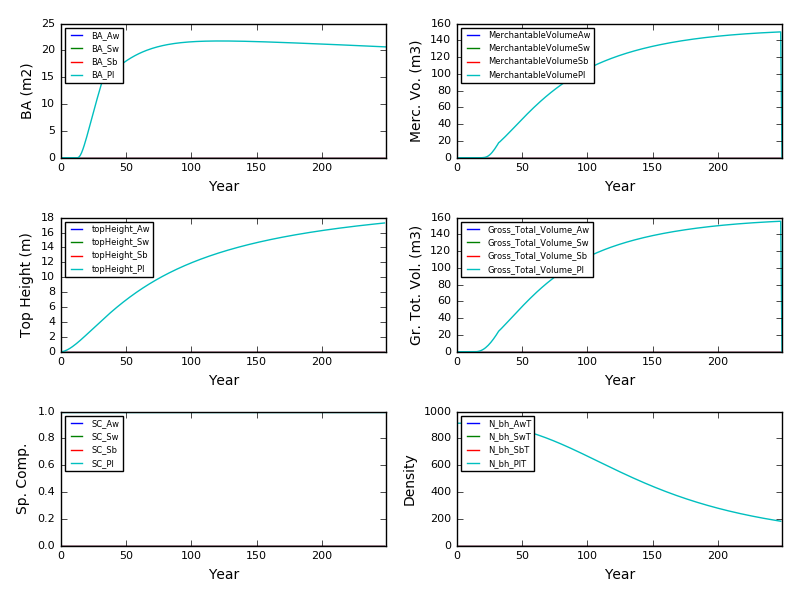 BA (m2)
25
20
15
10
5
0
BA_Aw
BA_Sw
BA_Sb
BA_Pl
0 50 100 150 200
Year
Merc. Vo. (m3)
160
140
120
100
80
60
40
20
0
MerchantableVolumeAw
MerchantableVolumeSw
MerchantableVolumeSb
MerchantableVolumePl
0 50 100 150 200
Year
Top Height (m)
18
16
14
12
10
8
6
4
2
0
topHeight_Aw
topHeight_Sw
topHeight_Sb
topHeight_Pl
0 50 100 150 200
Year
Gr. Tot. Vol. (m3)
160
140
120
100
80
60
40
20
0
Gross_Total_Volume_Aw
Gross_Total_Volume_Sw
Gross_Total_Volume_Sb
Gross_Total_Volume_Pl
0 50 100 150 200
Year
Sp. Comp.
1.0
0.8
0.6
0.4
0.2
0.0
SC_Aw
SC_Sw
SC_Sb
SC_Pl
0 50 100 150 200
Year
Density
1000
800
600
400
200
0
N_bh_AwT
N_bh_SwT
N_bh_SbT
N_bh_PlT
0 50 100 150 200
Year